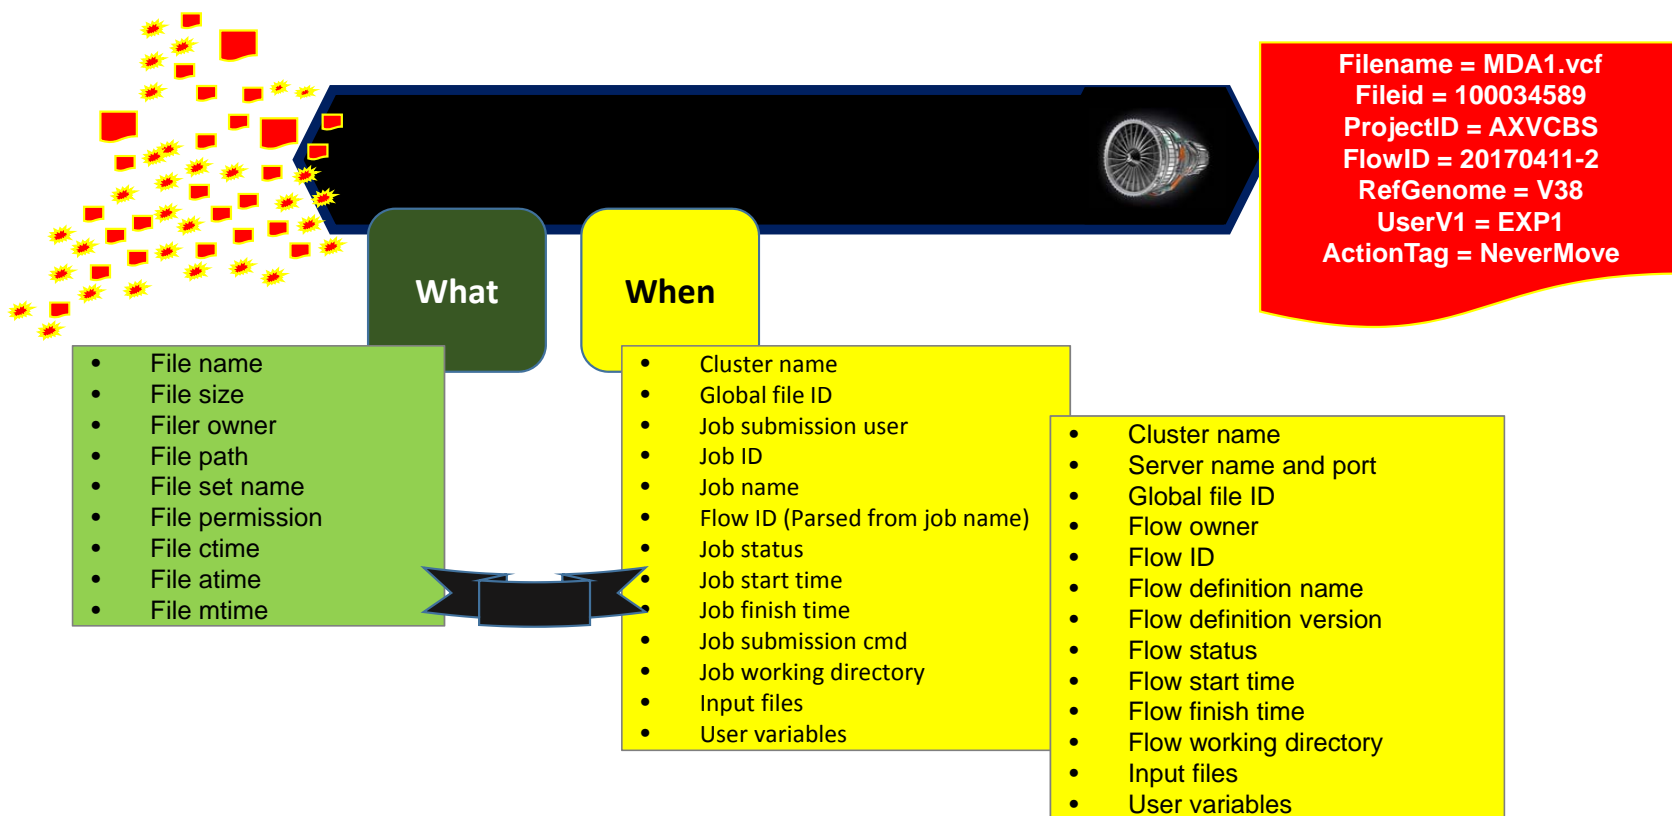 Filename = MDA1.vcf
Fileid = 100034589
ProjectID = AXVCBS
FlowID = 20170411-2
RefGenome = V38
UserV1 = EXP1
ActionTag = NeverMove
What
When
• File name
• File size
• Filer owner
• File path
• File set name
• File permission
• File ctime
• File atime
• File mtime
• Cluster name
• Global file ID
• Job submission user
• Job ID
• Job name
• Flow ID (Parsed from job name)
• Job status
• Job start time
• Job finish time
• Job submission cmd
• Job working directory
• Input files
• User variables
• Cluster name
• Server name and port
• Global file ID
• Flow owner
• Flow ID
• Flow definition name
• Flow definition version
• Flow status
• Flow start time
• Flow finish time
• Flow working directory
• Input files
• User variables